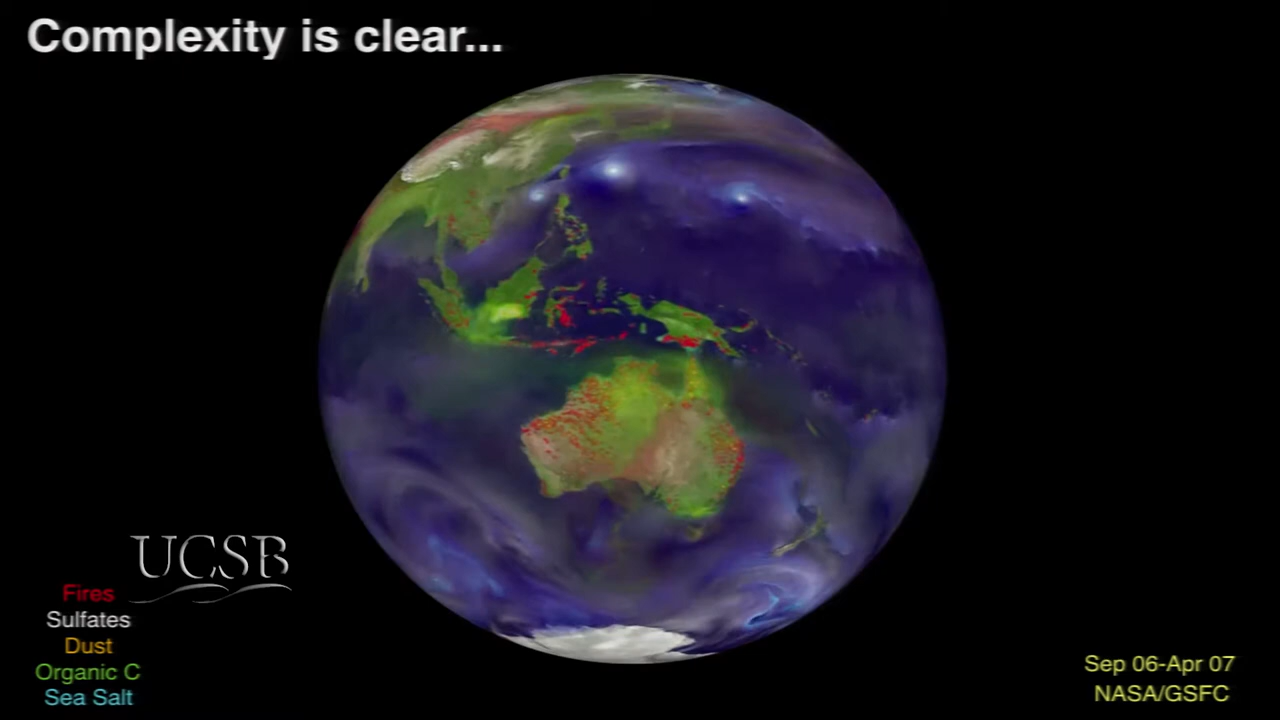 Complexity is clear...
UCSB
Fires
Sulfates
Dust
Organic C
Sea Salt
Sep 06-Apr 07
NASA/GSFC